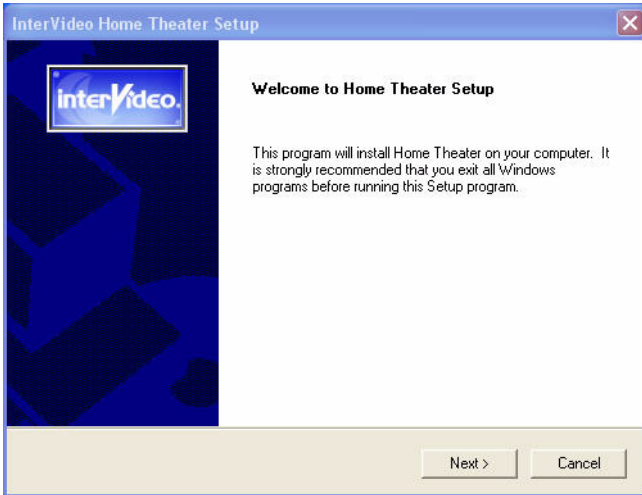 InterVideo Home Theater Setup
interVideo.
Welcome to Home Theater Setup
This program will install Home Theater on your computer. It
is strongly recommended that you exit all Windows
programs before running this Setup program.
Next >
Cancel